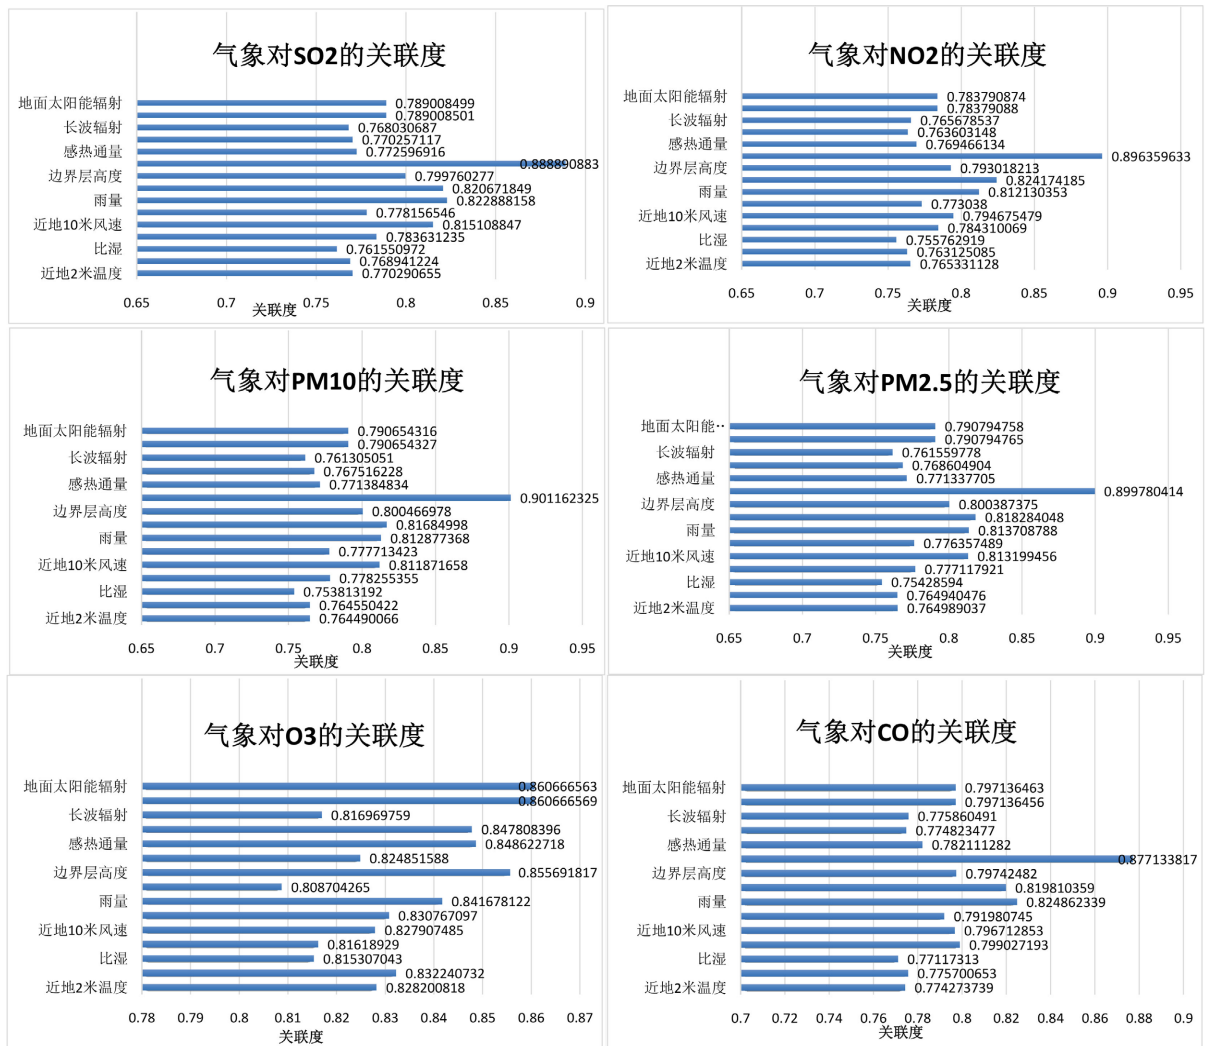 气象对SO2的关联度
地面太阳能辐射
0.789008499
0.789008501
长波辐射
0.768030687
0.770257117
感热通量
0.772596916
0.888890883
边界层高度
0.799760277
0.820671849
雨量
0.822888158
0.778156546
近地10米风速
0.815108847
0.783631235
比湿
0.761550972
0.768941224
近地2米温度
0.770290655
0.65 0.7 0.75 0.8 0.85 0.9
关联度
气象对NO2的关联度
地面太阳能辐射
0.783790874
0.78379088
长波辐射
0.765678537
0.763603148
感热通量
0.769466134
0.896359633
边界层高度
0.793018213
0.824174185
雨量
0.812130353
0.773038
近地10米风速
0.794675479
0.784310069
比湿
0.755762919
0.763125085
近地2米温度
0.765331128
0.65 0.7 0.75 0.8 0.85 0.9 0.95
关联度
气象对PM10的关联度
地面太阳能辐射
0.790654316
0.790654327
长波辐射
0.761305051
0.767516228
感热通量
0.771384834
0.901162325
边界层高度
0.800466978
0.81684998
雨量
0.812877368
0.777713423
近地10米风速
0.811871658
0.778255355
比湿
0.753813192
0.764550422
近地2米温度
0.764490066
0.65 0.7 0.75 0.8 0.85 0.9 0.95
关联度
气象对PM2.5的关联度
地面太阳能··
0.790794758
0.790794765
长波辐射
0.761559778
0.768604904
感热通量
0.771337705
0.899780414
边界层高度
0.800387375
0.818284048
雨量
0.813708788
0.776357489
近地10米风速
0.813199456
0.777117921
比湿
0.75428594
0.764940476
近地2米温度
0.764989037
0.65 0.7 0.75 0.8 0.85 0.9 0.95
关联度
气象对O3的关联度
地面太阳能辐射
0.860666563
0.860666569
长波辐射
0.816969759
0.847808396
感热通量
0.848622718
0.824851588
边界层高度
0.855691817
0.808704265
雨量
0.841678122
0.830767097
近地10米风速
0.827907485
0.81618929
比湿
0.815307043
0.832240732
近地2米温度
0.828200818
0.78 0.79 0.8 0.81 0.82 0.83 0.84 0.85 0.86 0.87
关联度
气象对CO的关联度
地面太阳能辐射
0.797136463
0.797136456
长波辐射
0.775860491
0.774823477
感热通量
0.782111282
0.877133817
边界层高度
0.79742482
0.819810359
雨量
0.824862339
0.791980745
近地10米风速
0.796712853
0.799027193
比湿
0.77117313
0.775700653
近地2米温度
0.774273739
0.7 0.72 0.74 0.76 0.78 0.8 0.82 0.84 0.86 0.88 0.9
关联度